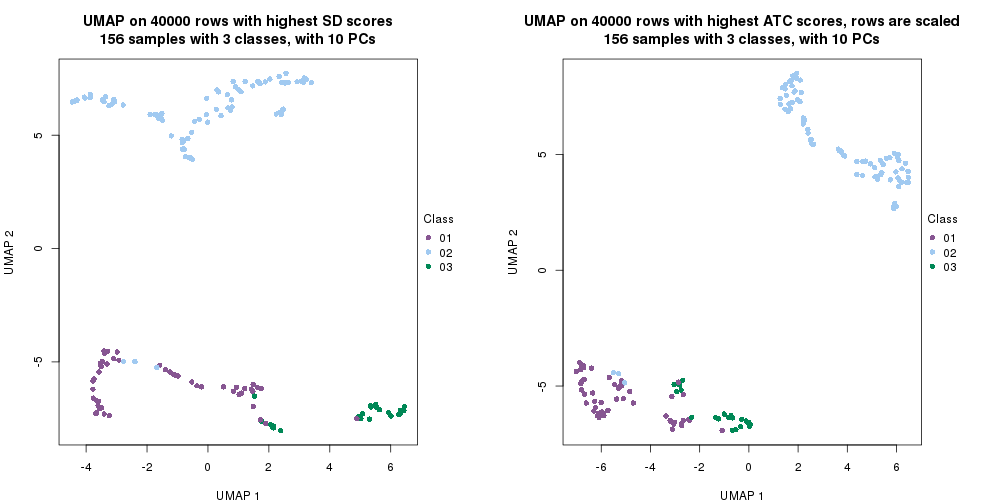 UMAP on 40000 rows with highest SD scores
156 samples with 3 classes, with 10 PCs
UMAP 2
5
0
-5
-4
-2
0
2
4
6
UMAP 1
Class
01
02
03
UMAP on 40000 rows with highest ATC scores, rows are scaled
156 samples with 3 classes, with 10 PCs
UMAP 2
5
0
-5
-6
-4
-2
0
2
4
6
UMAP 1
Class
01
02
03